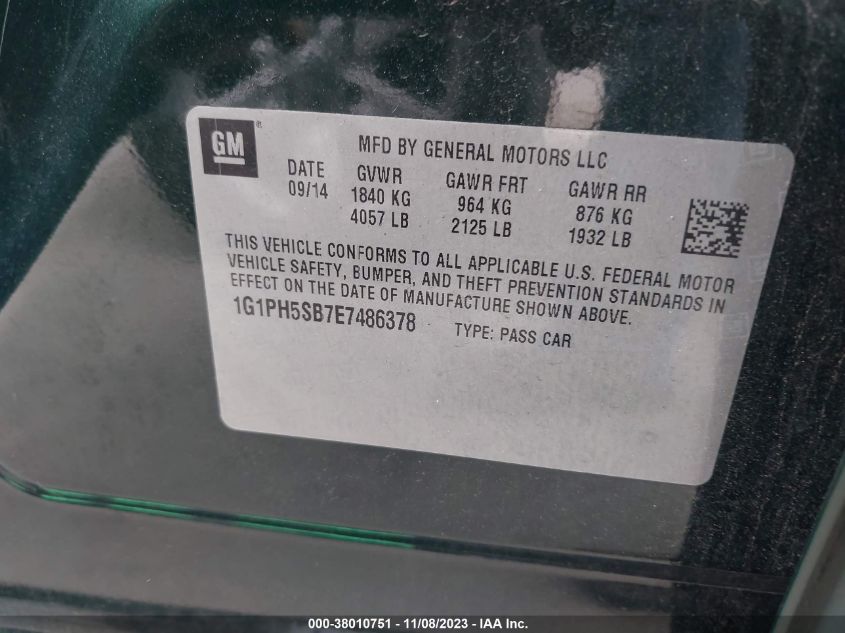 GM®
MFD BY GENERAL MOTORS LLC
DATE GVWR GAWR FRT GAWR RR
09/14 1840 KG 964 KG 876 KG
4057 LB 2125 LB 1932 LB
THIS VEHICLE CONFORMS TO ALL APPLICABLE U.S. FEDERAL MOTOR
VEHICLE SAFETY, BUMPER, AND THEFT PREVENTION STANDARDS IN
EFFECT ON THE DATE OF MANUFACTURE SHOWN ABOVE.
1G1PH5SB7E7486378 TYPE: PASS CAR
000-38010751 — 11/08/2023 — IAA Inc.